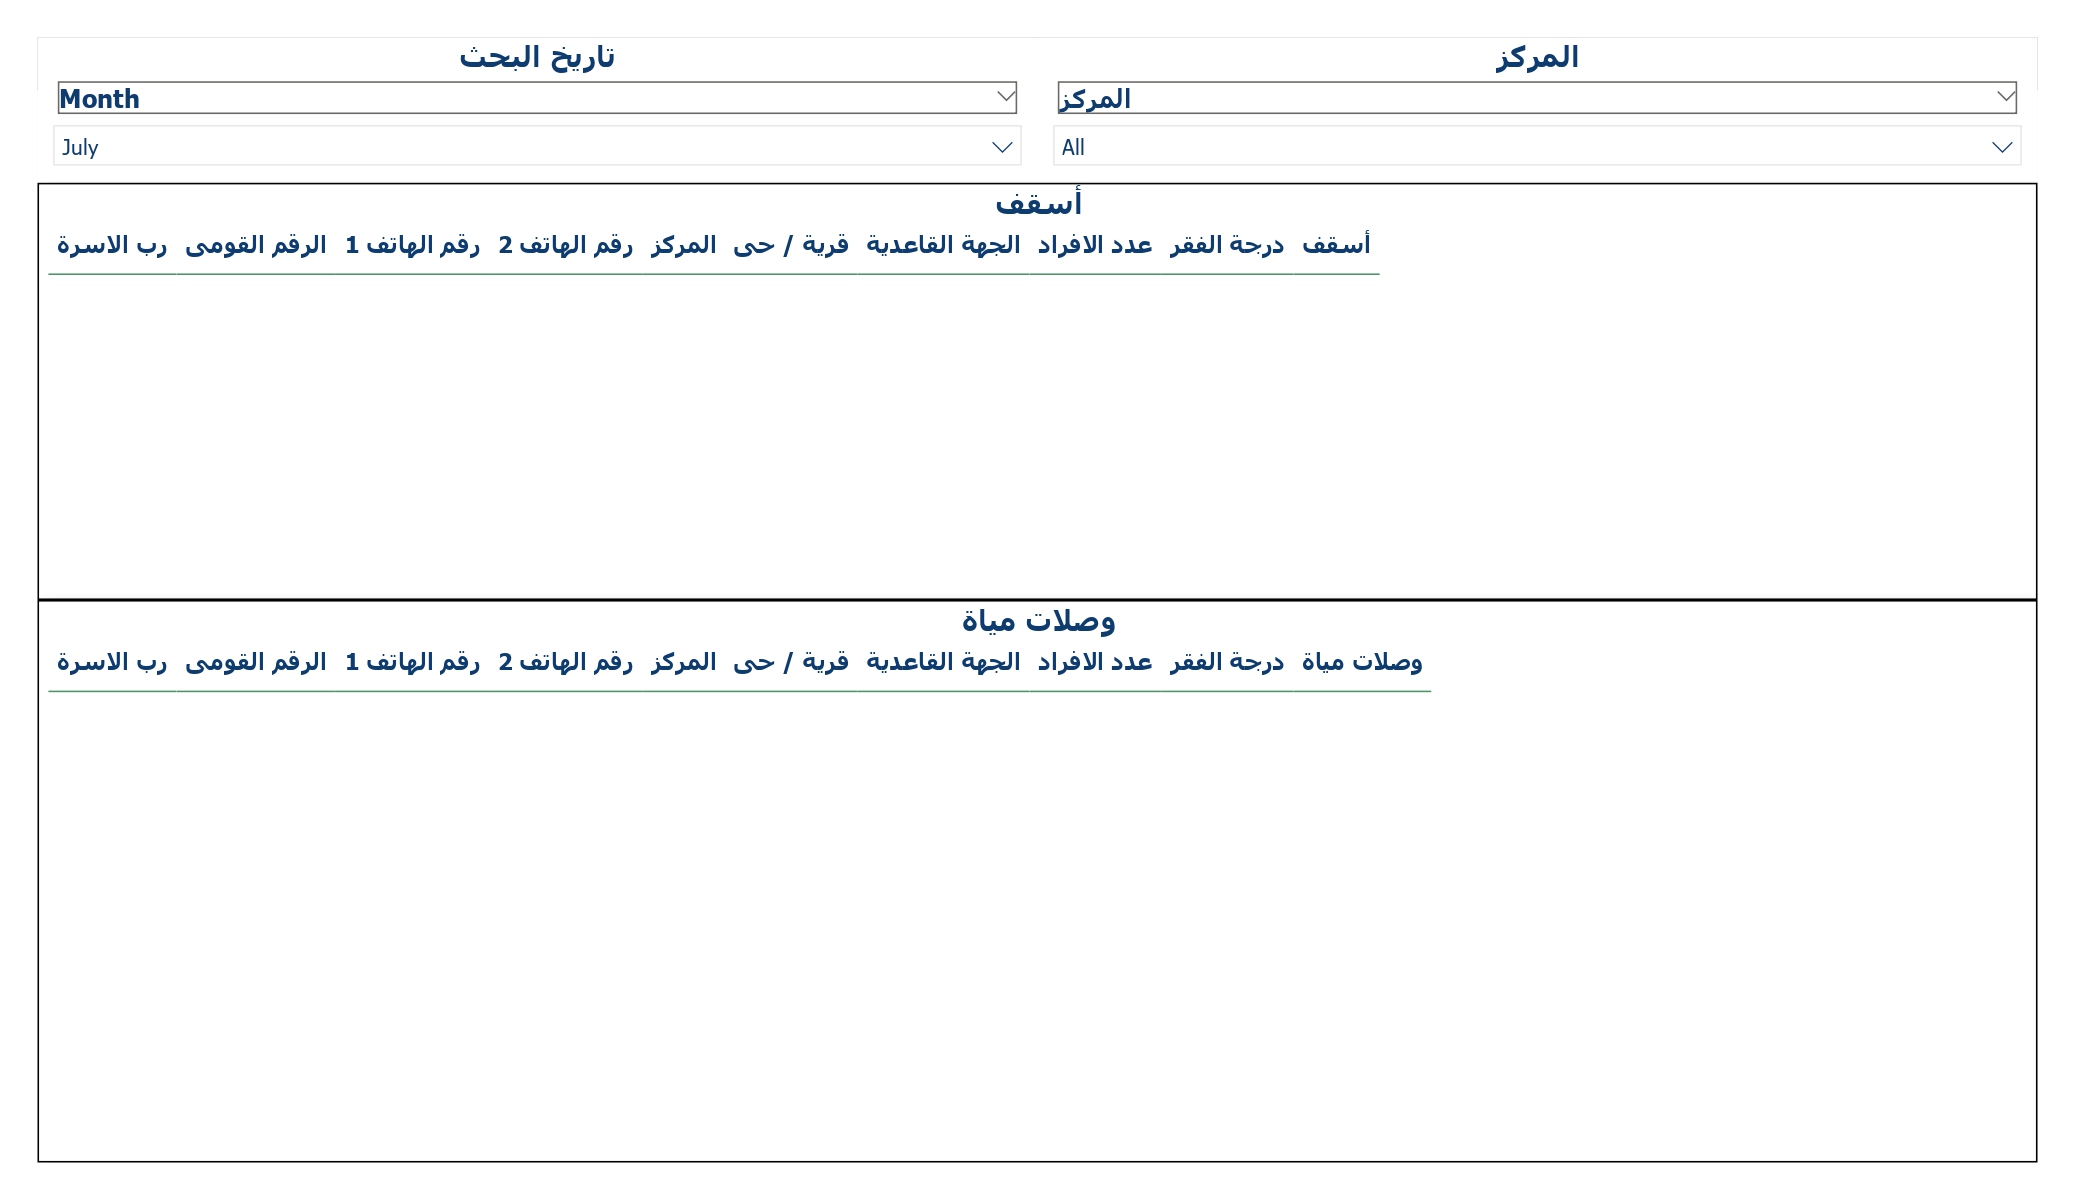 تاريخ البحث
المركز
Month
المركز
July
All
أسقف
رب الاسرة الرقم القومى رقم الهاتف 1 رقم الهاتف 2 المركز قرية / حى الجهة القاعدية عدد الافراد درجة الفقر أسقف
وصلات مياة
رب الاسرة الرقم القومى رقم الهاتف 1 رقم الهاتف 2 المركز قرية / حى الجهة القاعدية عدد الافراد درجة الفقر وصلات مياة